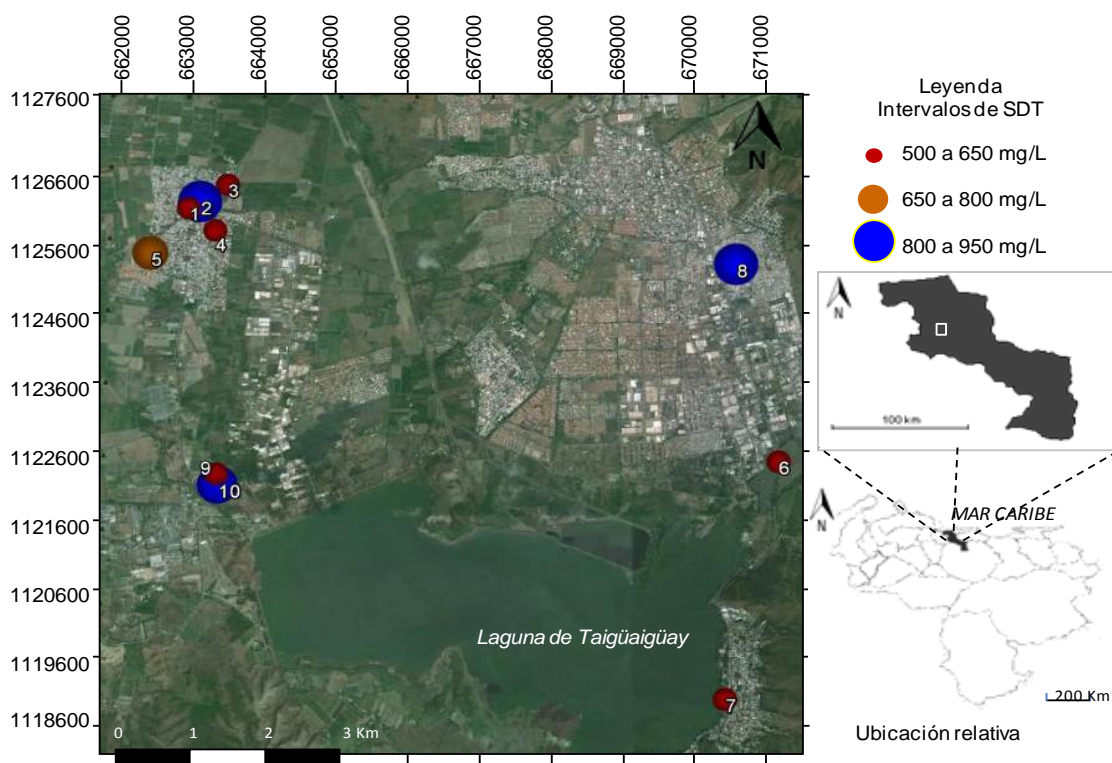 662000
663000
664000
665000
666000
667000
668000
669000
670000
671000
1127600
1126600
1125600
1124600
1123600
1122600
1121600
1120600
1119600
1118600
N
3
2
1
4
5
8
6
9
10
7
Laguna de Taigüaigüay
0 1 2 3 Km
Leyenda
Intervalos de SDT
500 a 650 mg/L
650 a 800 mg/L
800 a 950 mg/L
N
100 km
N
MAR CARIBE
200 Km
Ubicación relativa